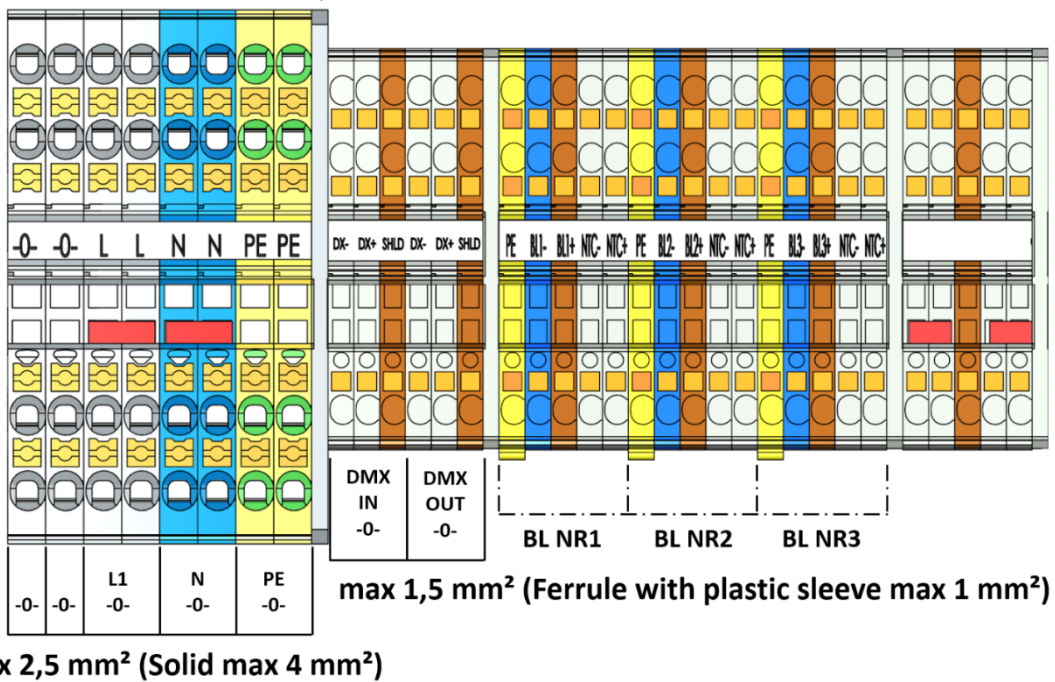 -0- -0- L L N N PE PE DX- DX+ SHLD DX- DX+ SHLD PE BL1- BL1+ NTC- NTC+ PE BL2- BL2+ NTC- NTC+ PE BL3- BL3+ NTC- NTC+
DMX IN -0-
DMX OUT -0-
BL NR1 BL NR2 BL NR3
-0- -0- L1 -0- N -0- PE -0-
max 1,5 mm² (Ferrule with plastic sleeve max 1 mm²)
x 2,5 mm² (Solid max 4 mm²)